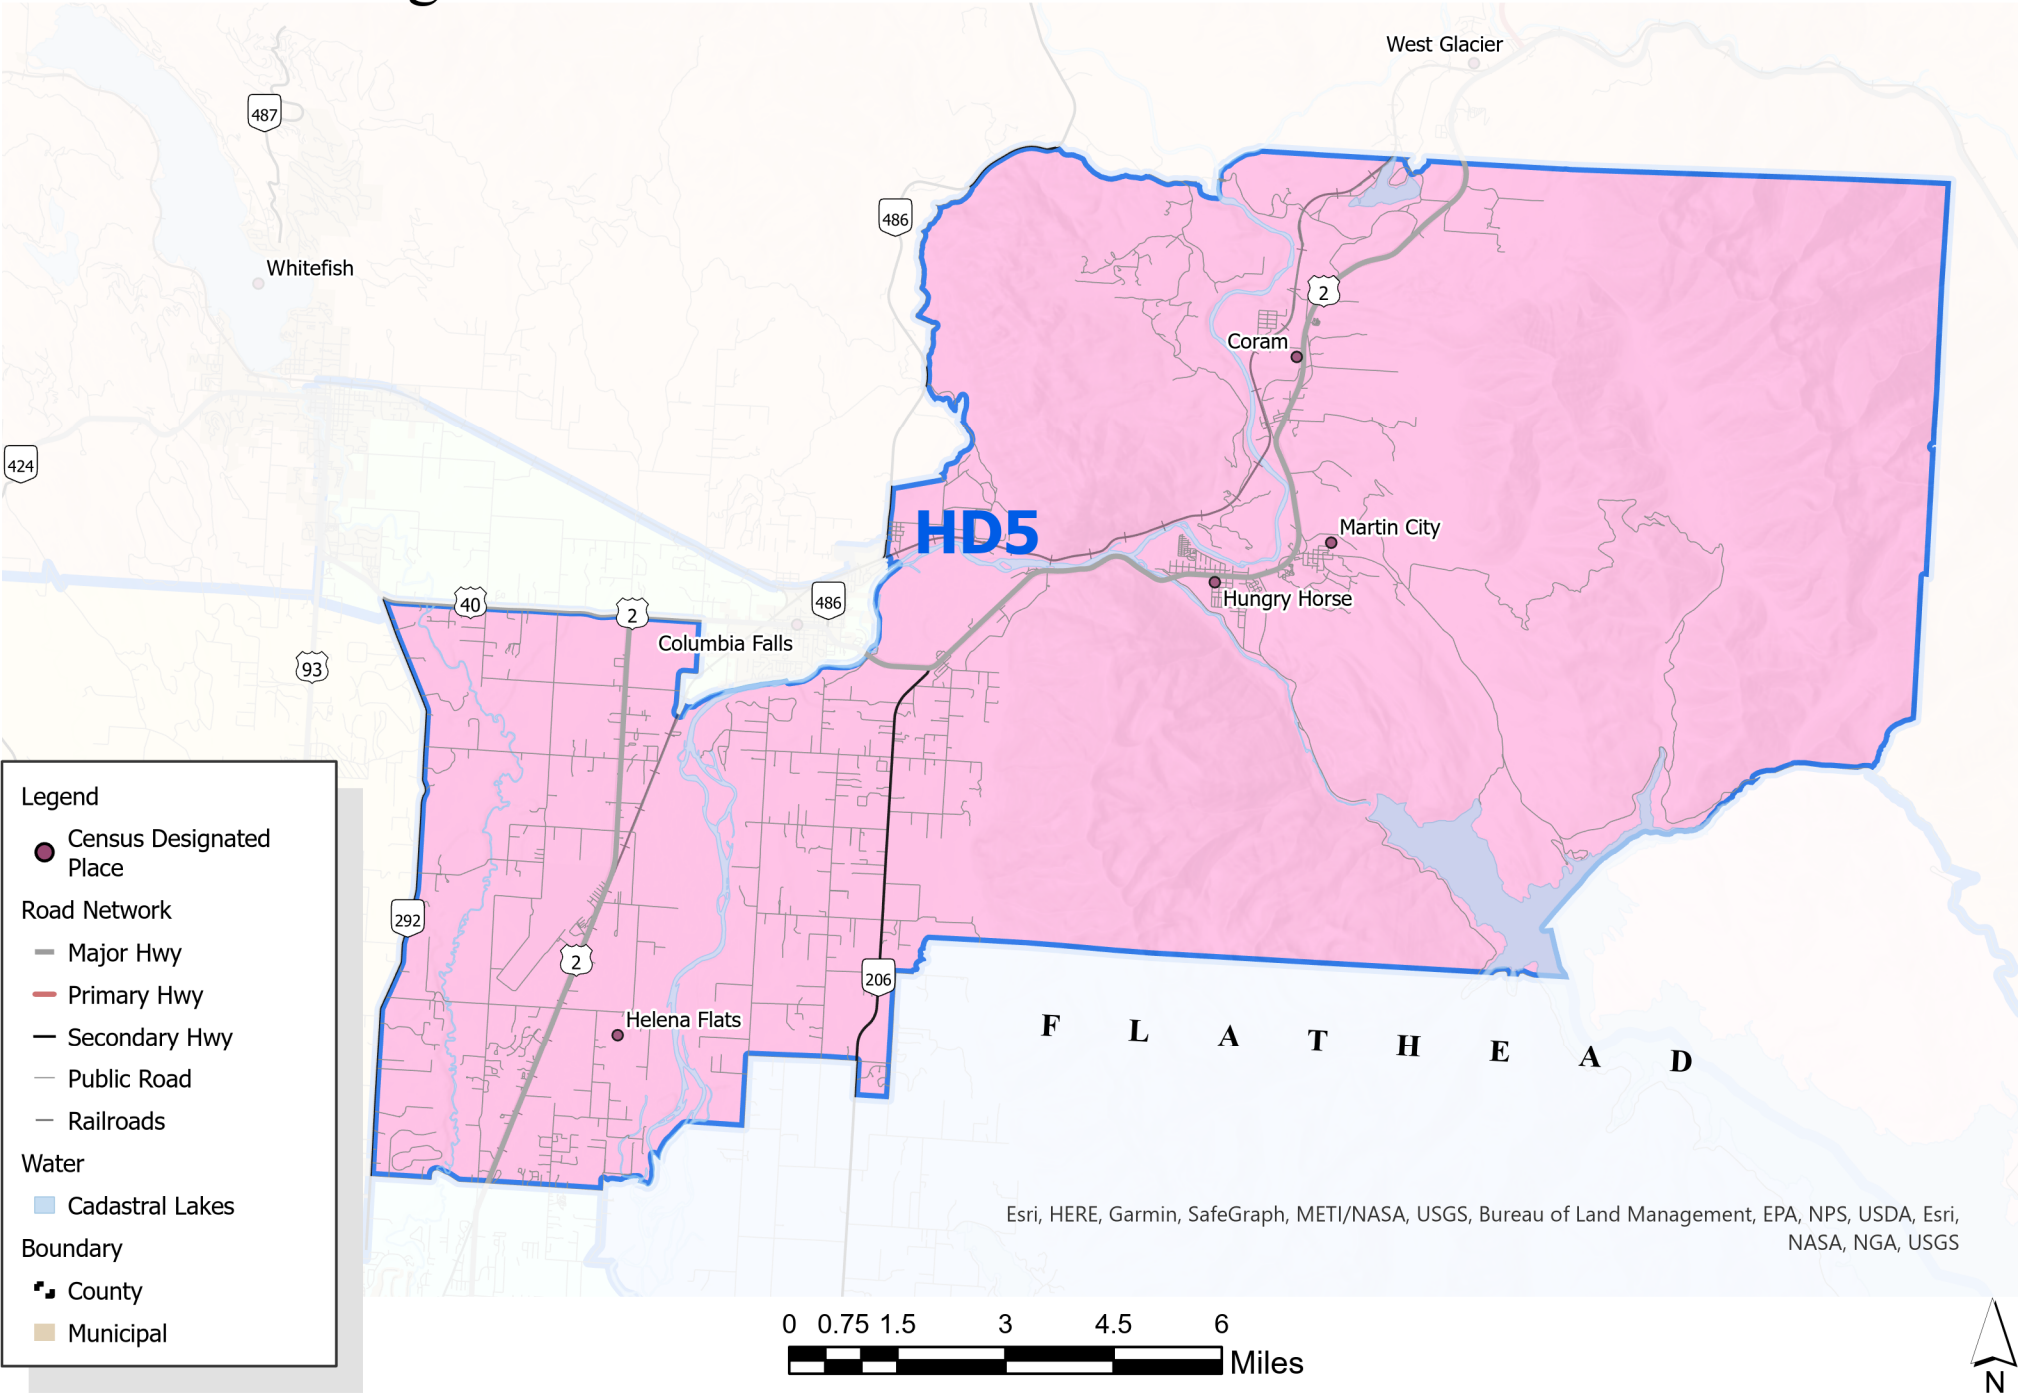 West Glacier
487
486
Whitefish
2
Coram
424
HD5
Martin City
Hungry Horse
40
2
486
Columbia Falls
93
Legend
Census Designated
Place
Road Network
Major Hwy
Primary Hwy
Secondary Hwy
Public Road
Railroads
Water
Cadastral Lakes
Boundary
County
Municipal
292
2
206
Helena Flats
F L A T H E A D
Esri, HERE, Garmin, SafeGraph, METI/NASA, USGS, Bureau of Land Management, EPA, NPS, USDA, Esri,
NASA, NGA, USGS
0 0.75 1.5 3 4.5 6
Miles
N